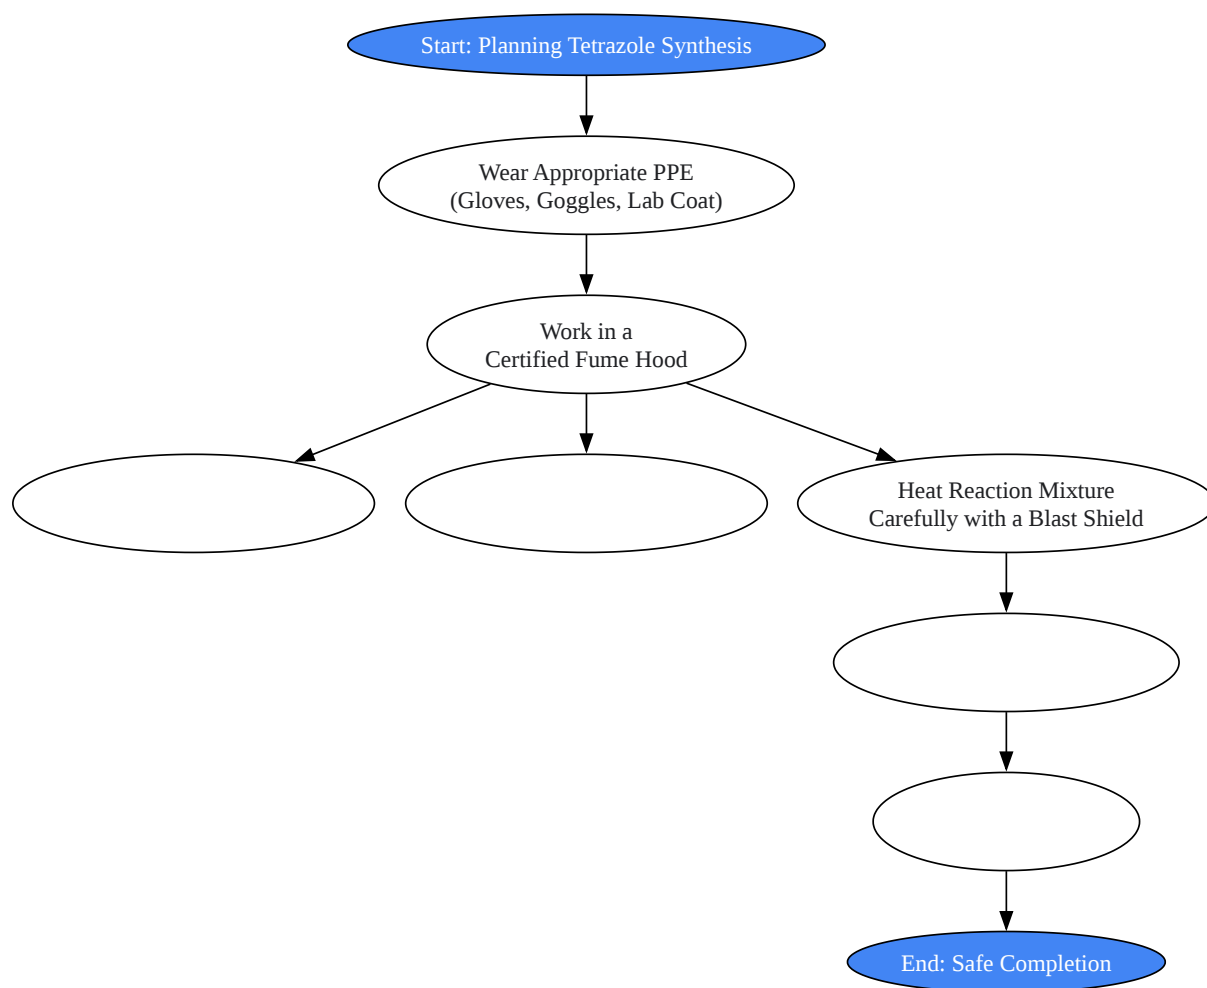 Start: Planning Tetrazole Synthesis
Wear Appropriate PPE
(Gloves, Goggles, Lab Coat)
Work in a
Certified Fume Hood
Heat Reaction Mixture
Carefully with a Blast Shield
End: Safe Completion